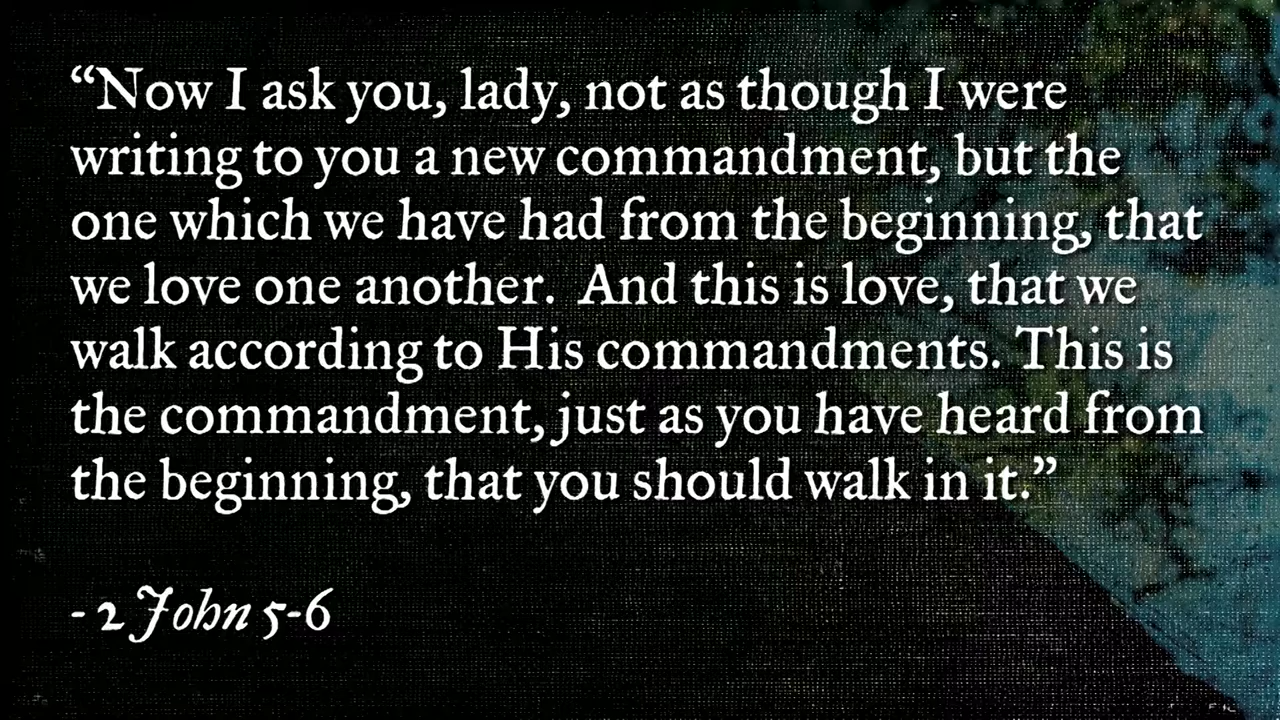 “Now I ask you, lady, not as though I were
writing to you a new commandment, but the
one which we have had from the beginning, that
we love one another.  And this is love, that we
walk according to His commandments. This is
the commandment, just as you have heard from
the beginning, that you should walk in it.”
- 2 John 5-6